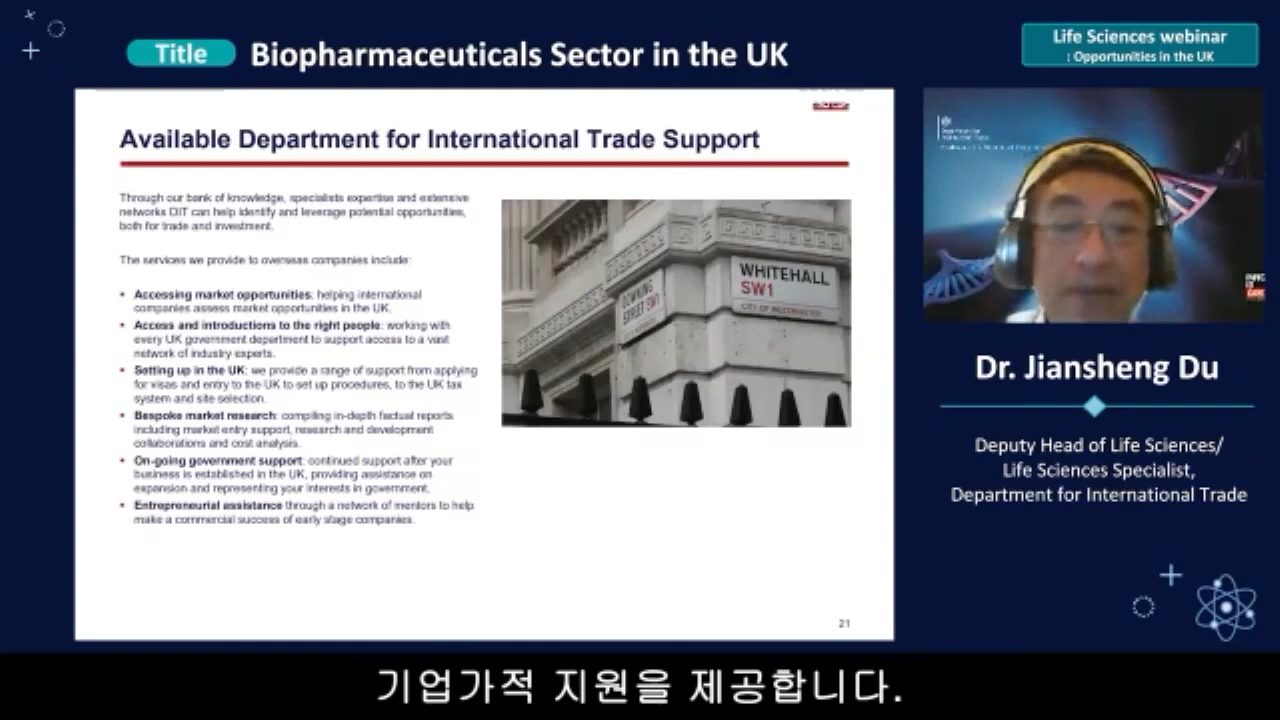 Title
Biopharmaceuticals Sector in the UK
Life Sciences webinar
: Opportunities in the UK
Available Department for International Trade Support
Through our bank of knowledge, specialists expertise and extensive
networks DIT can help identify and leverage potential opportunities,
both for trade and investment.
The services we provide to overseas companies include:
• Accessing market opportunities: helping international
companies assess market opportunities in the UK.
• Access and introductions to the right people: working with
every UK government department to support access to a vast
network of industry experts.
• Setting up in the UK: we provide a range of support from applying
for visas and entry to the UK to set up procedures, to the UK tax
system and site selection.
• Bespoke market research: compiling in-depth factual reports
including market entry support, research and development
collaborations and cost analysis.
• On-going government support: continued support after your
business is established in the UK, providing assistance on
expansion and representing your interests in government.
• Entrepreneurial assistance through a network of mentors to help
make a commercial success of early stage companies.
DOWNING
STREET SW1
WHITEHALL
SW1
CITY OF WESTMINSTER
21
Dr. Jiansheng Du
Deputy Head of Life Sciences/
Life Sciences Specialist,
Department for International Trade
기업가적 지원을 제공합니다.